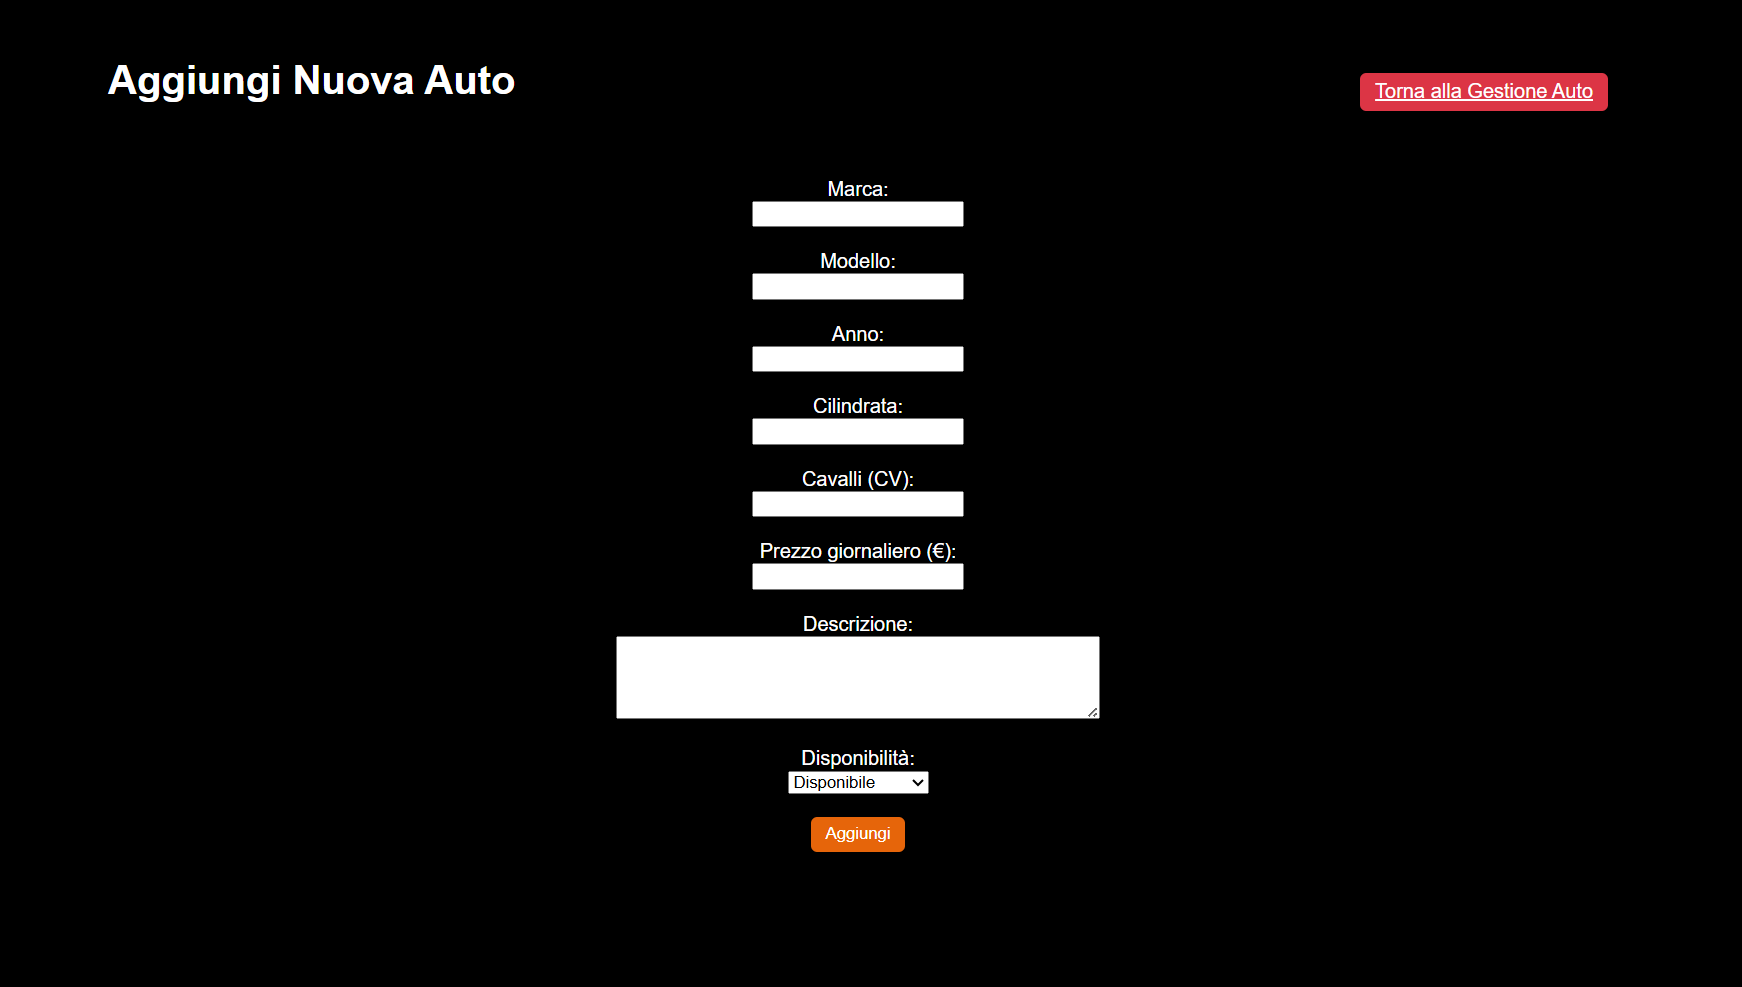 Aggiungi Nuova Auto
Torna alla Gestione Auto
Marca:
Modello:
Anno:
Cilindrata:
Cavalli (CV):
Prezzo giornaliero (€):
Descrizione:
Disponibilità:
Disponibile
Aggiungi